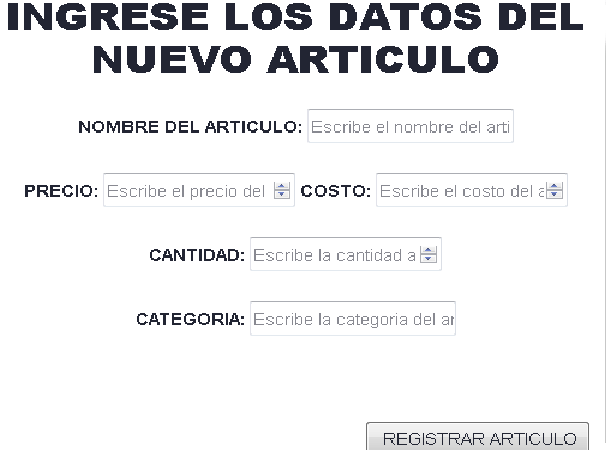 INGRESE LOS DATOS DEL
NUEVO ARTICULO
NOMBRE DEL ARTICULO: Escribe el nombre del arti
PRECIO: Escribe el precio del COSTO: Escribe el costo del a
CANTIDAD: Escribe la cantidad a
CATEGORIA: Escribe la categoria del ar
REGISTRAR ARTICULO